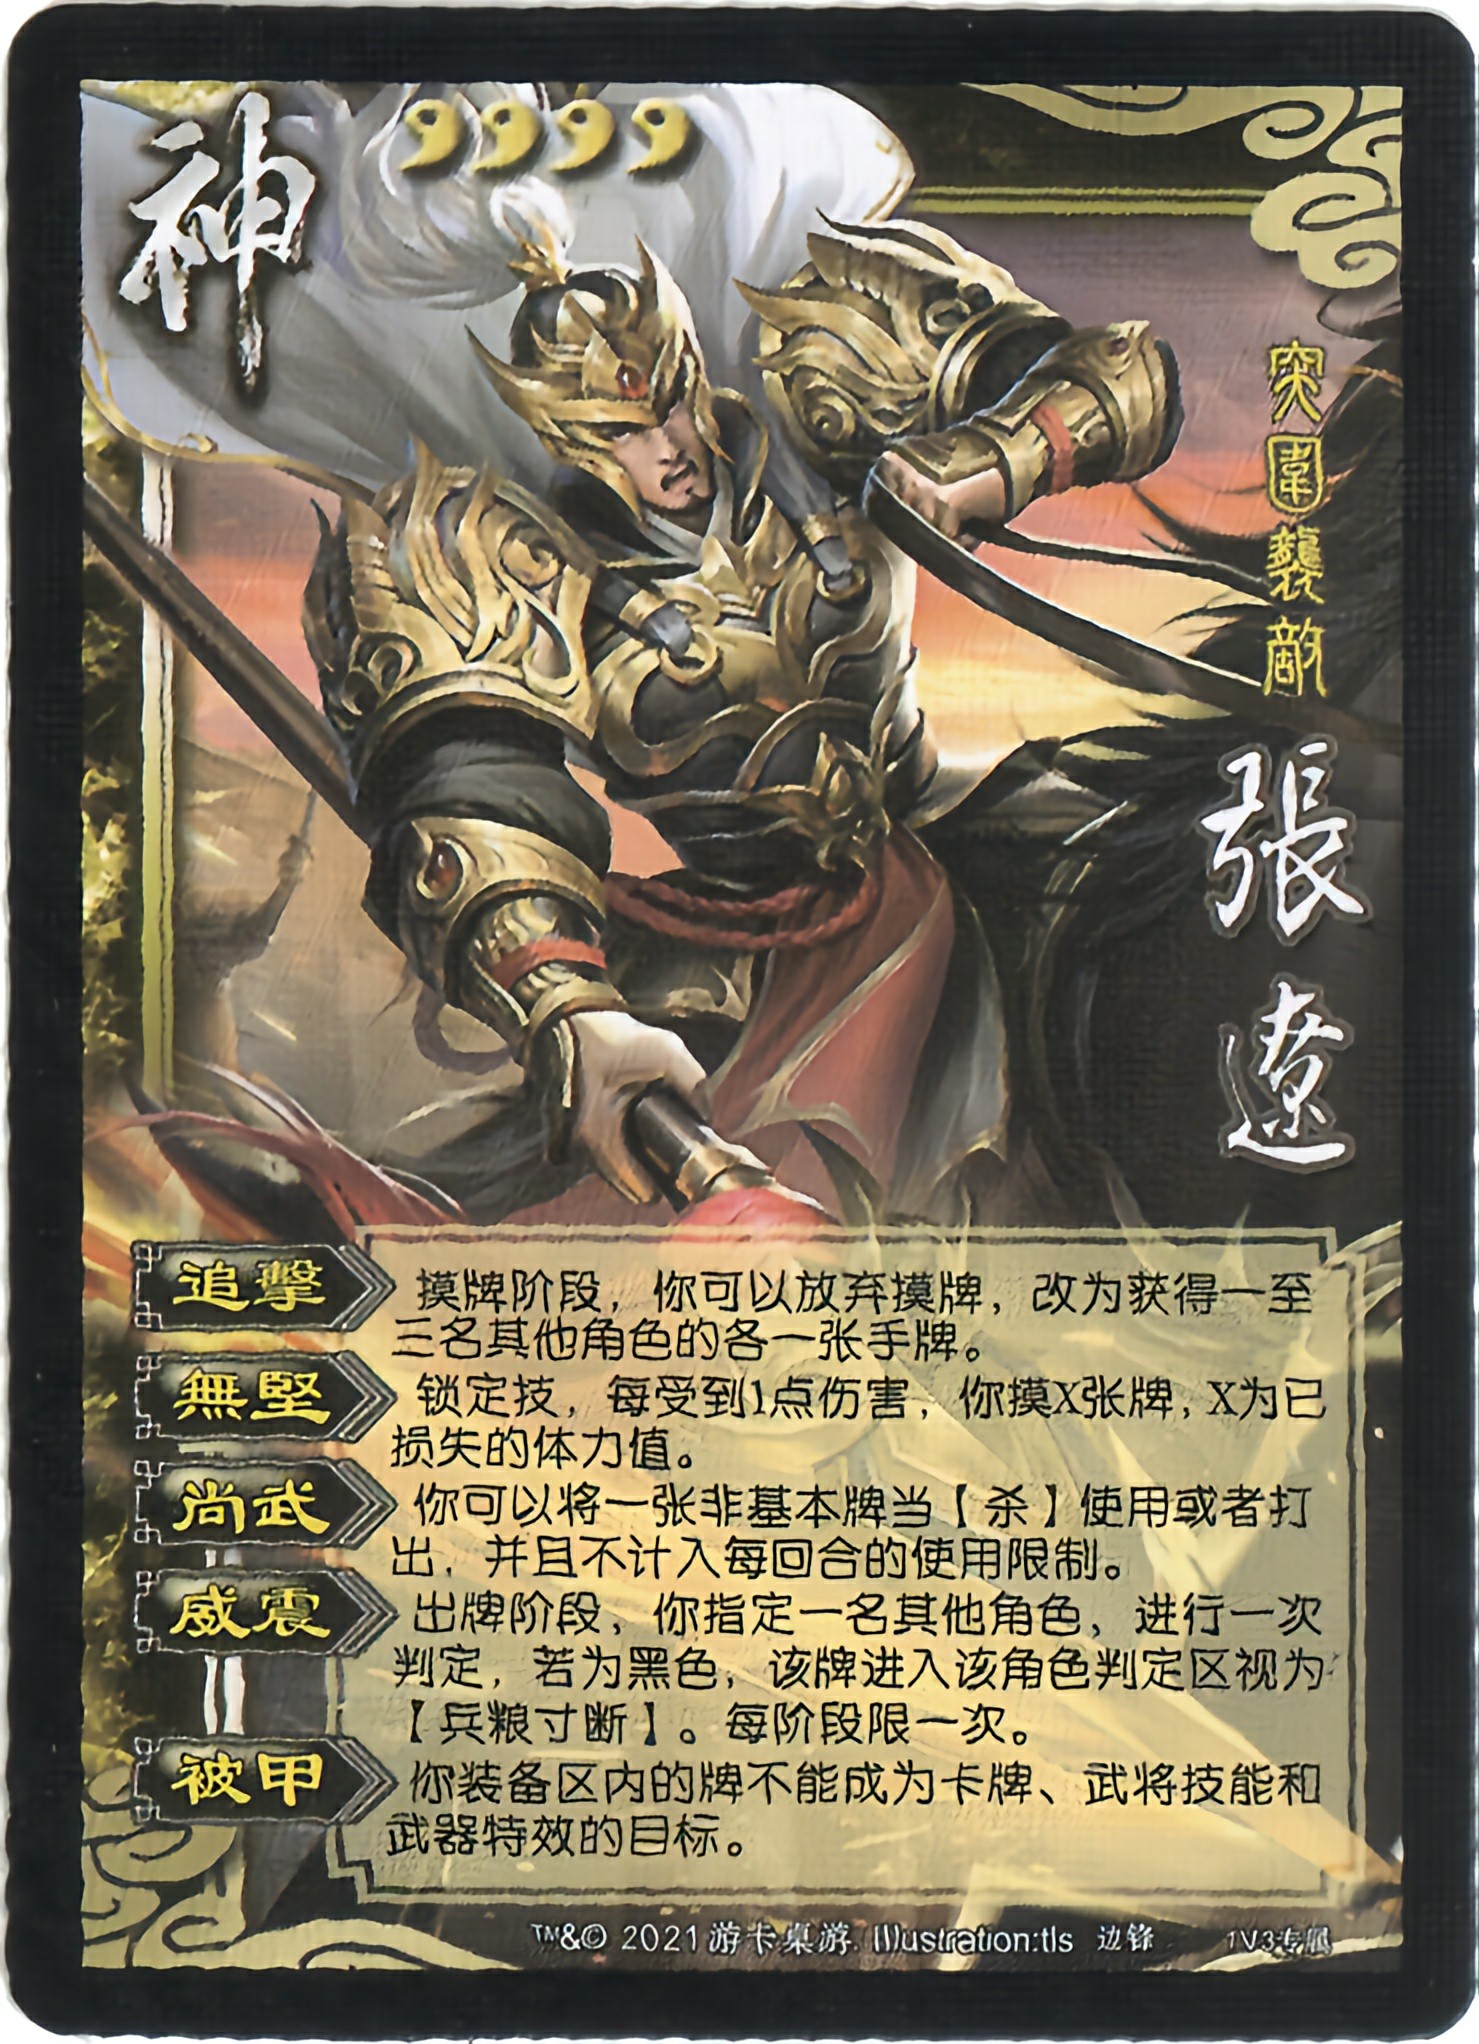 神
突圍襲敵
張遼
追擊
摸牌阶段，你可以放弃摸牌，改为获得一至
三名其他角色的各一张手牌。
無堅
锁定技，每受到1点伤害，你摸X张牌，X为已
损失的体力值。
尚武
你可以将一张非基本牌当【杀】使用或者打
出，并且不计入每回合的使用限制。
威震
出牌阶段，你指定一名其他角色，进行一次
判定，若为黑色，该牌进入该角色判定区视为
【兵粮寸断】。每阶段限一次。
被甲
你装备区内的牌不能成为卡牌、武将技能和
武器特效的目标。
™&© 2021游卡桌游. Illustration:tls 边锋 1V3专属